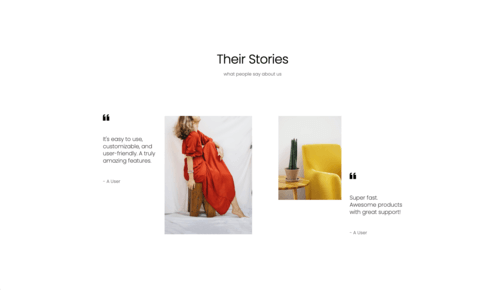 Their Stories
what people say about us
“
It's easy to use,
customizable, and
user-friendly. A truly
amazing features.
- A User
“
Super fast.
Awesome products
with great support!
- A User